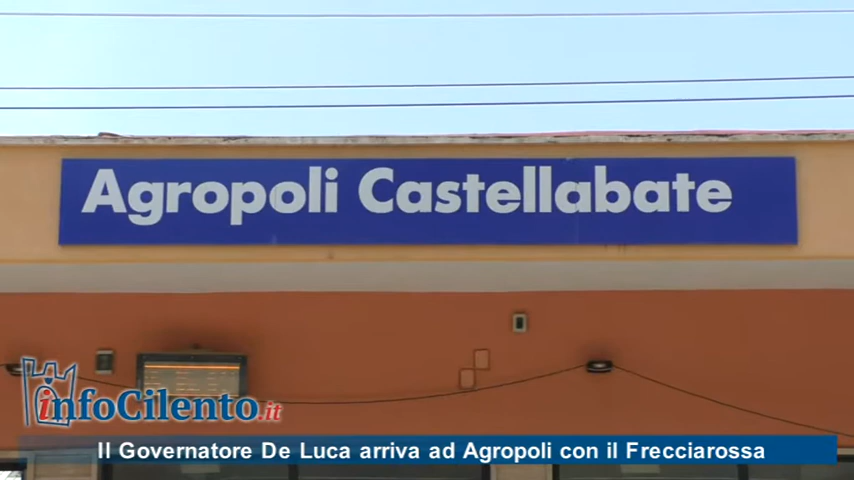 Agropoli Castellabate
infoCilento.it
Il Governatore De Luca arriva ad Agropoli con il Frecciarossa